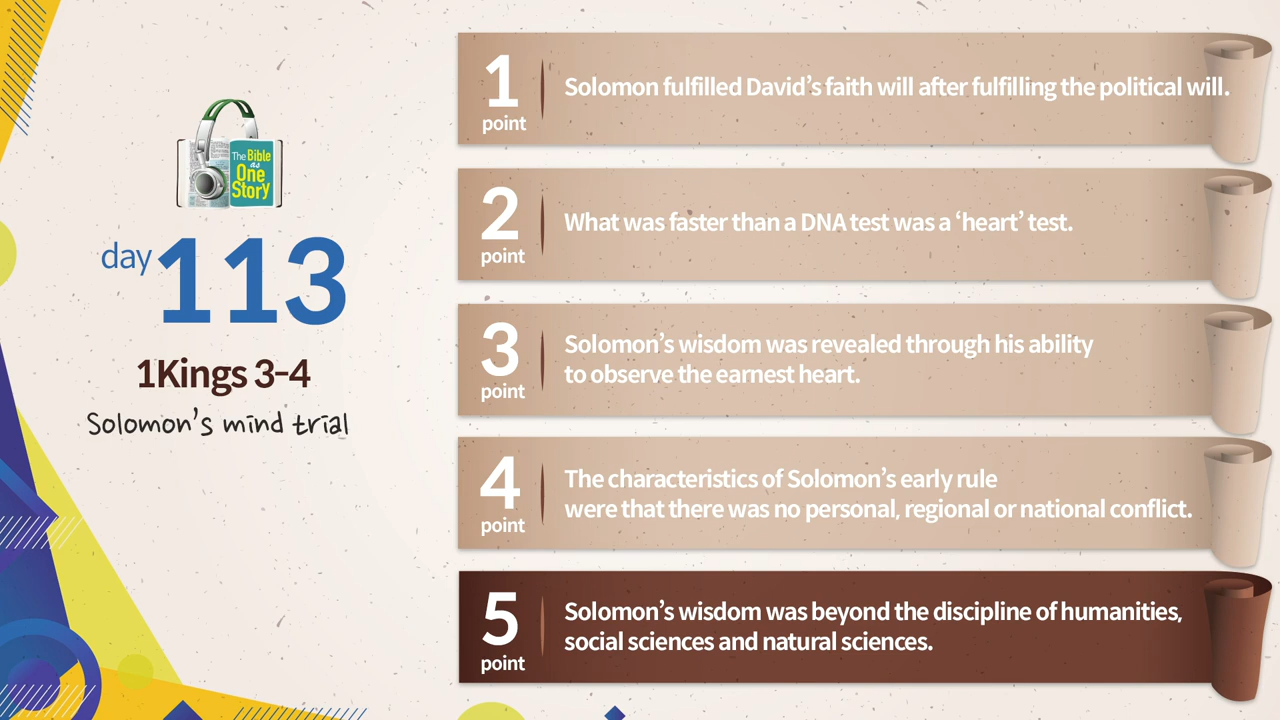 The Bible
as
One
Story
day 113
1Kings 3-4
Solomon's mind trial
1
point
Solomon fulfilled David's faith will after fulfilling the political will.
2
point
What was faster than a DNA test was a ‘heart’ test.
3
point
Solomon's wisdom was revealed through his ability
to observe the earnest heart.
4
point
The characteristics of Solomon's early rule
were that there was no personal, regional or national conflict.
5
point
Solomon's wisdom was beyond the discipline of humanities,
social sciences and natural sciences.